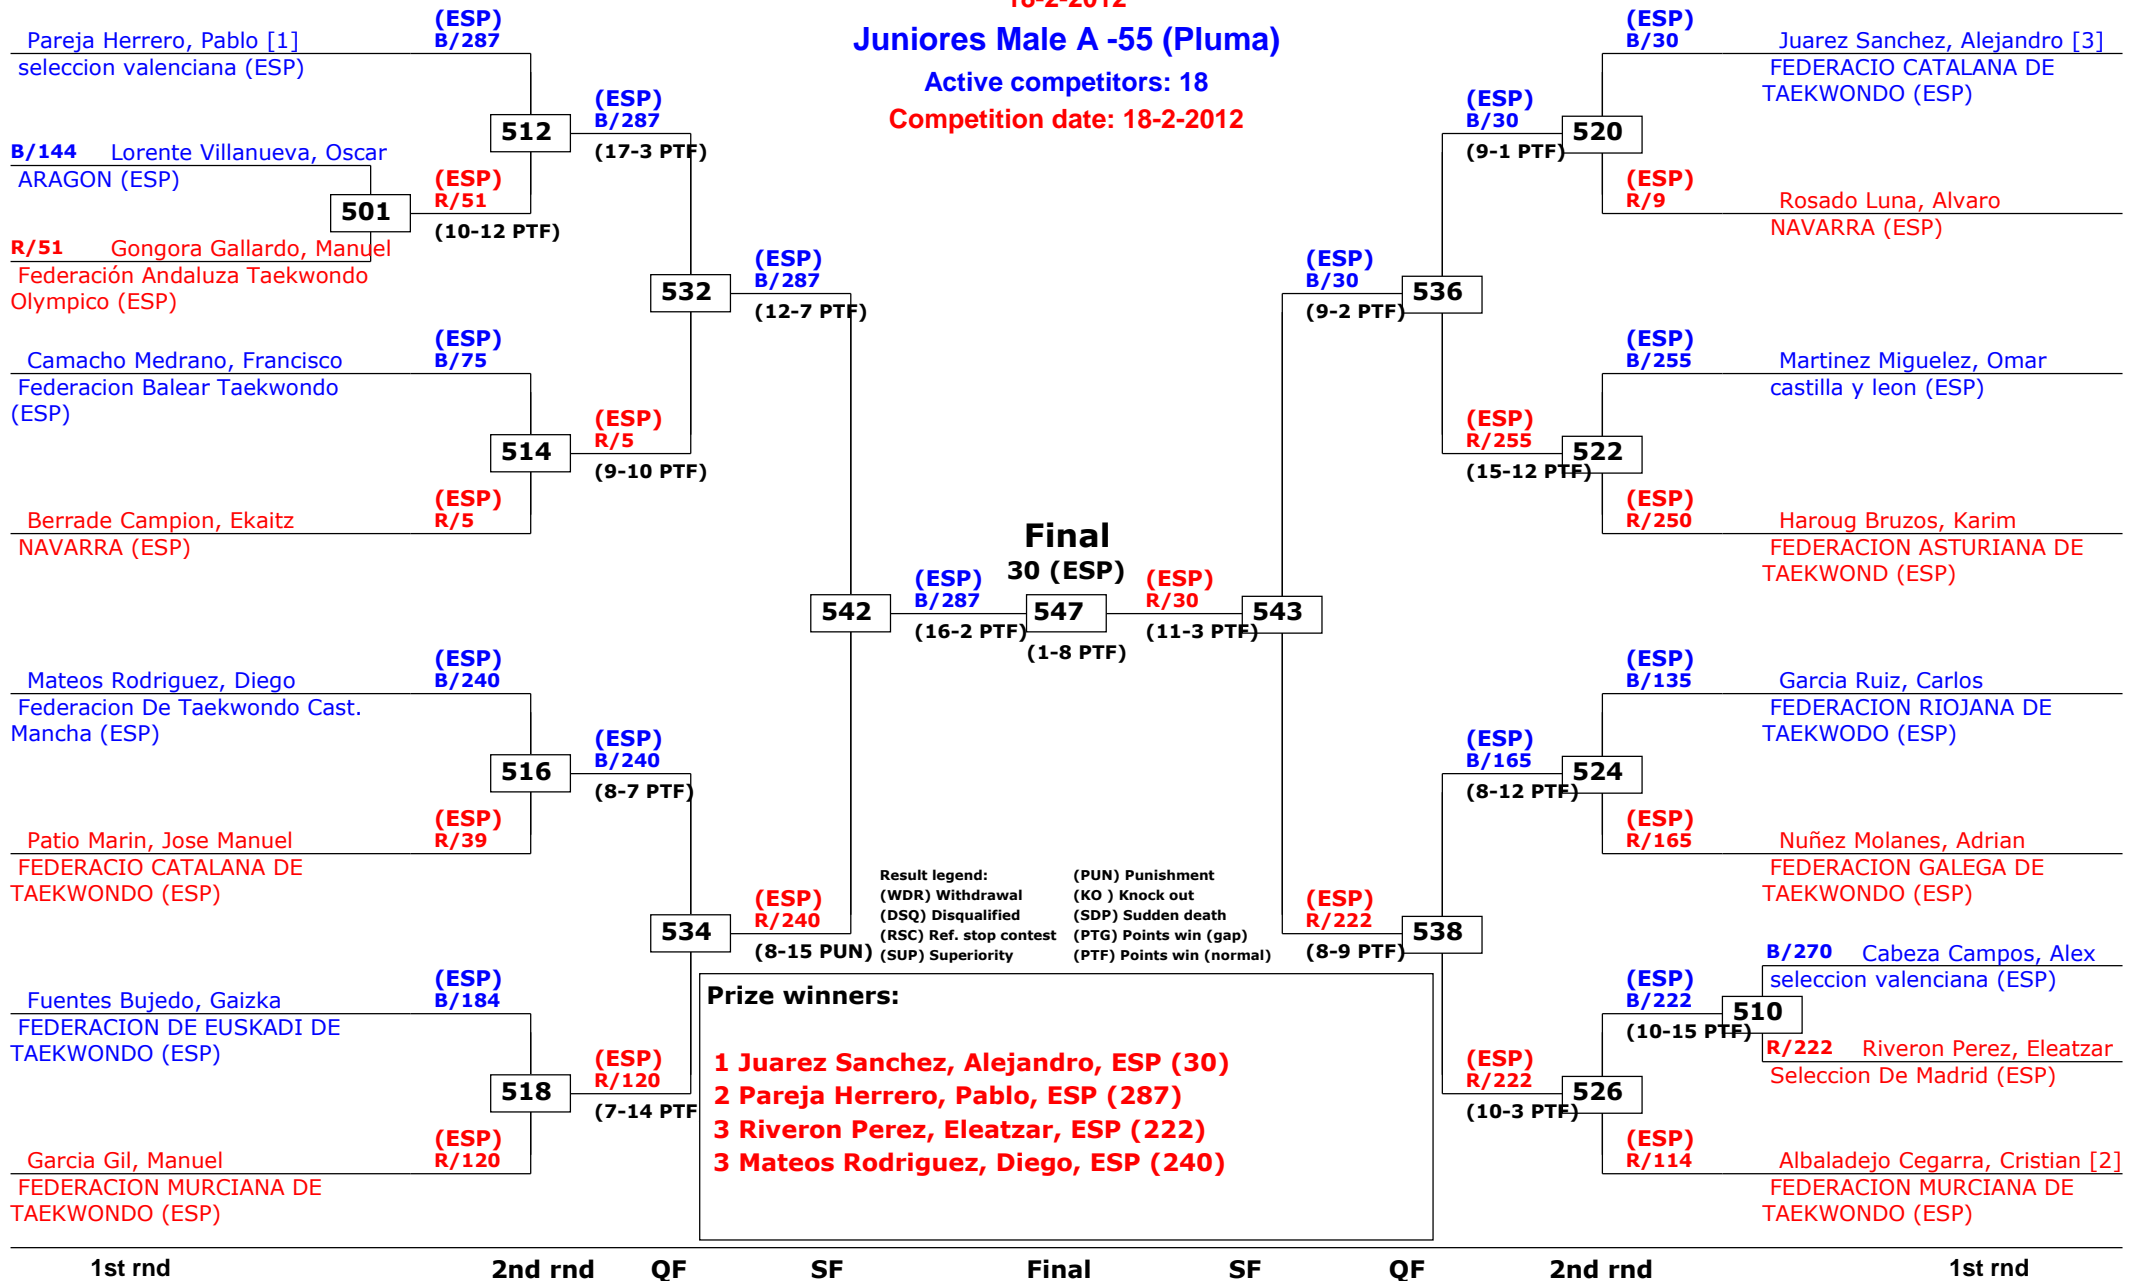 18-2-2012
Juniores Male A -55 (Pluma)
Active competitors: 18
Competition date: 18-2-2012
Pareja Herrero, Pablo [1]
seleccion valenciana (ESP)
(ESP)
B/287
B/144 Lorente Villanueva, Oscar
ARAGON (ESP)
R/51 Gongora Gallardo, Manuel
Federación Andaluza Taekwondo
Olympico (ESP)
501
(ESP)
R/51
(10-12 PTF)
512
(ESP)
B/287
(17-3 PTF)
Camacho Medrano, Francisco
Federacion Balear Taekwondo
(ESP)
(ESP)
B/75
Berrade Campion, Ekaitz
NAVARRA (ESP)
(ESP)
R/5
514
(ESP)
R/5
(9-10 PTF)
532
(ESP)
B/287
(12-7 PTF)
Mateos Rodriguez, Diego
Federacion De Taekwondo Cast.
Mancha (ESP)
(ESP)
B/240
Patio Marin, Jose Manuel
FEDERACIO CATALANA DE
TAEKWONDO (ESP)
(ESP)
R/39
516
(ESP)
B/240
(8-7 PTF)
Fuentes Bujedo, Gaizka
FEDERACION DE EUSKADI DE
TAEKWONDO (ESP)
(ESP)
B/184
Garcia Gil, Manuel
FEDERACION MURCIANA DE
TAEKWONDO (ESP)
(ESP)
R/120
518
(ESP)
R/120
(7-14 PTF
534
(ESP)
R/240
(8-15 PUN)
542
(ESP)
B/287
(16-2 PTF)
Final
30 (ESP)
547
(1-8 PTF)
(ESP)
R/30
(11-3 PTF)
543
(ESP)
B/30
(9-2 PTF)
536
(ESP)
B/30
(9-1 PTF)
520
(ESP)
B/30
Juarez Sanchez, Alejandro [3]
FEDERACIO CATALANA DE
TAEKWONDO (ESP)
(ESP)
R/9
Rosado Luna, Alvaro
NAVARRA (ESP)
(ESP)
R/255
(15-12 PTF)
522
(ESP)
B/255
Martinez Miguelez, Omar
castilla y leon (ESP)
(ESP)
R/250
Haroug Bruzos, Karim
FEDERACION ASTURIANA DE
TAEKWOND (ESP)
(ESP)
R/222
(8-9 PTF)
538
(ESP)
B/165
(8-12 PTF)
524
(ESP)
B/135
Garcia Ruiz, Carlos
FEDERACION RIOJANA DE
TAEKWODO (ESP)
(ESP)
R/165
Nuñez Molanes, Adrian
FEDERACION GALEGA DE
TAEKWONDO (ESP)
(ESP)
R/222
(10-3 PTF)
526
(ESP)
B/222
(10-15 PTF)
510
B/270 Cabeza Campos, Alex
seleccion valenciana (ESP)
R/222 Riveron Perez, Eleatzar
Seleccion De Madrid (ESP)
(ESP)
R/114
Albaladejo Cegarra, Cristian [2]
FEDERACION MURCIANA DE
TAEKWONDO (ESP)
Result legend:
(WDR) Withdrawal
(DSQ) Disqualified
(RSC) Ref. stop contest
(SUP) Superiority
(PUN) Punishment
(KO ) Knock out
(SDP) Sudden death
(PTG) Points win (gap)
(PTF) Points win (normal)
Prize winners:
1 Juarez Sanchez, Alejandro, ESP (30)
2 Pareja Herrero, Pablo, ESP (287)
3 Riveron Perez, Eleatzar, ESP (222)
3 Mateos Rodriguez, Diego, ESP (240)
1st rnd 2nd rnd QF SF Final SF QF 2nd rnd 1st rnd